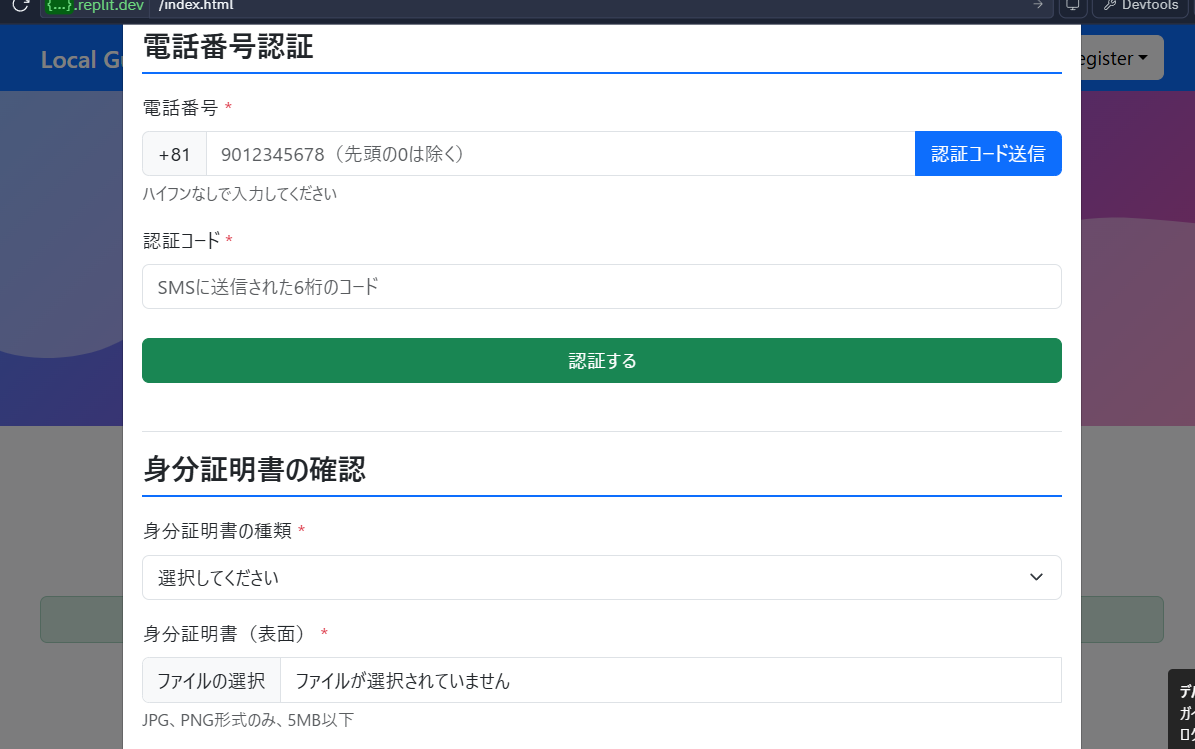 {...}.replit.dev /index.html
Devtools
Local Gu
egister
電話番号認証
電話番号 *
+81 9012345678（先頭の0は除く） 認証コード送信
ハイフンなしで入力してください
認証コード *
SMSに送信された6桁のコード
認証する
身分証明書の確認
身分証明書の種類 *
選択してください
身分証明書（表面） *
ファイルの選択 ファイルが選択されていません
JPG、PNG形式のみ、5MB以下